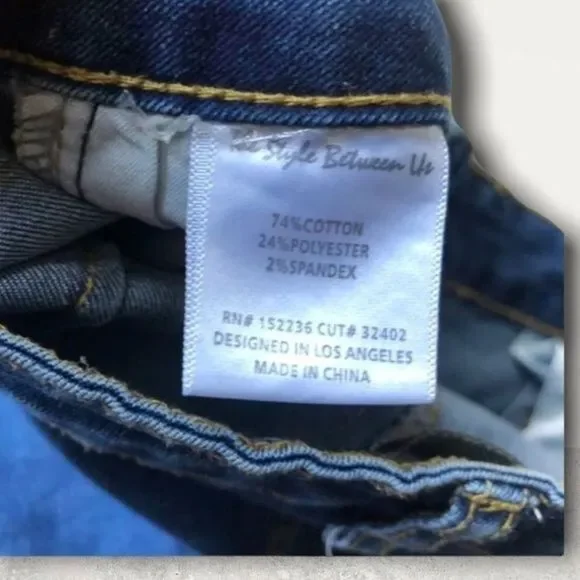 The Style Between Us
74%COTTON
24%POLYESTER
2%SPANDEX
RN# 152236 CUT# 32402
DESIGNED IN LOS ANGELES
MADE IN CHINA